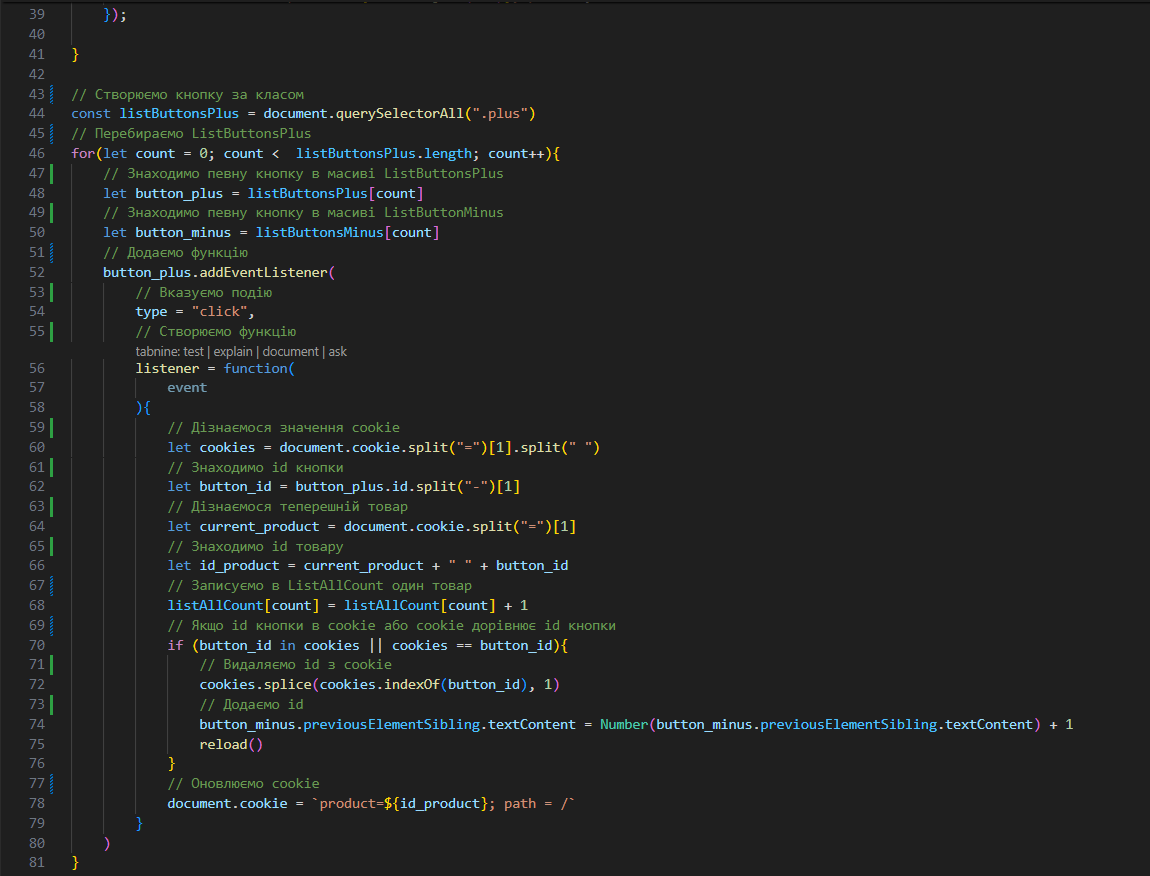 39 });
40
41 }
42
43 // Створюємо кнопку за класом
44 const listButtonsPlus = document.querySelectorAll(".plus")
45 // Перебираємо ListButtonsPlus
46 for(let count = 0; count <  listButtonsPlus.length; count++){
47 // Знаходимо певну кнопку в масиві ListButtonsPlus
48 let button_plus = listButtonsPlus[count]
49 // Знаходимо певну кнопку в масиві ListButtonMinus
50 let button_minus = listButtonsMinus[count]
51 // Додаємо функцію
52 button_plus.addEventListener(
53 // Вказуємо подію
54 type = "click",
55 // Створюємо функцію
tabnine: test | explain | document | ask
56 listener = function(
57 event
58 ){
59 // Дізнаємося значення cookie
60 let cookies = document.cookie.split("=")[1].split(" ")
61 // Знаходимо id кнопки
62 let button_id = button_plus.id.split("-")[1]
63 // Дізнаємося теперешній товар
64 let current_product = document.cookie.split("=")[1]
65 // Знаходимо id товару
66 let id_product = current_product + " " + button_id
67 // Записуємо в ListAllCount один товар
68 listAllCount[count] = listAllCount[count] + 1
69 // Якщо id кнопки в cookie або cookie дорівнює id кнопки
70 if (button_id in cookies || cookies == button_id){
71 // Видаляємо id з cookie
72 cookies.splice(cookies.indexOf(button_id), 1)
73 // Додаємо id
74 button_minus.previousElementSibling.textContent = Number(button_minus.previousElementSibling.textContent) + 1
75 reload()
76 }
77 // Оновлюємо cookie
78 document.cookie = `product=${id_product}; path = /`
79 }
80 )
81 }